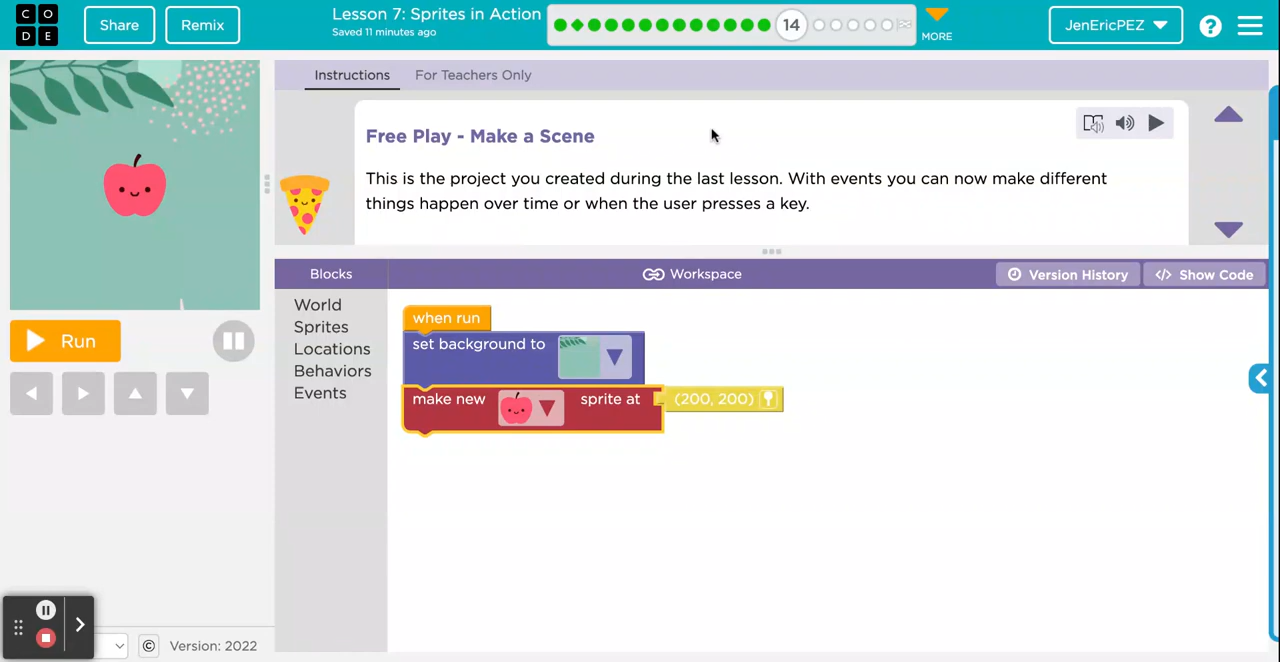 C O
D E
Share
Remix
Lesson 7: Sprites in Action
Saved 11 minutes ago
14
MORE
JenEricPEZ
?
Instructions
For Teachers Only
Free Play - Make a Scene
This is the project you created during the last lesson. With events you can now make different
things happen over time or when the user presses a key.
Run
Blocks
Workspace
Version History
</> Show Code
World
Sprites
Locations
Behaviors
Events
when run
set background to
make new
sprite at
(200, 200)
©
Version: 2022